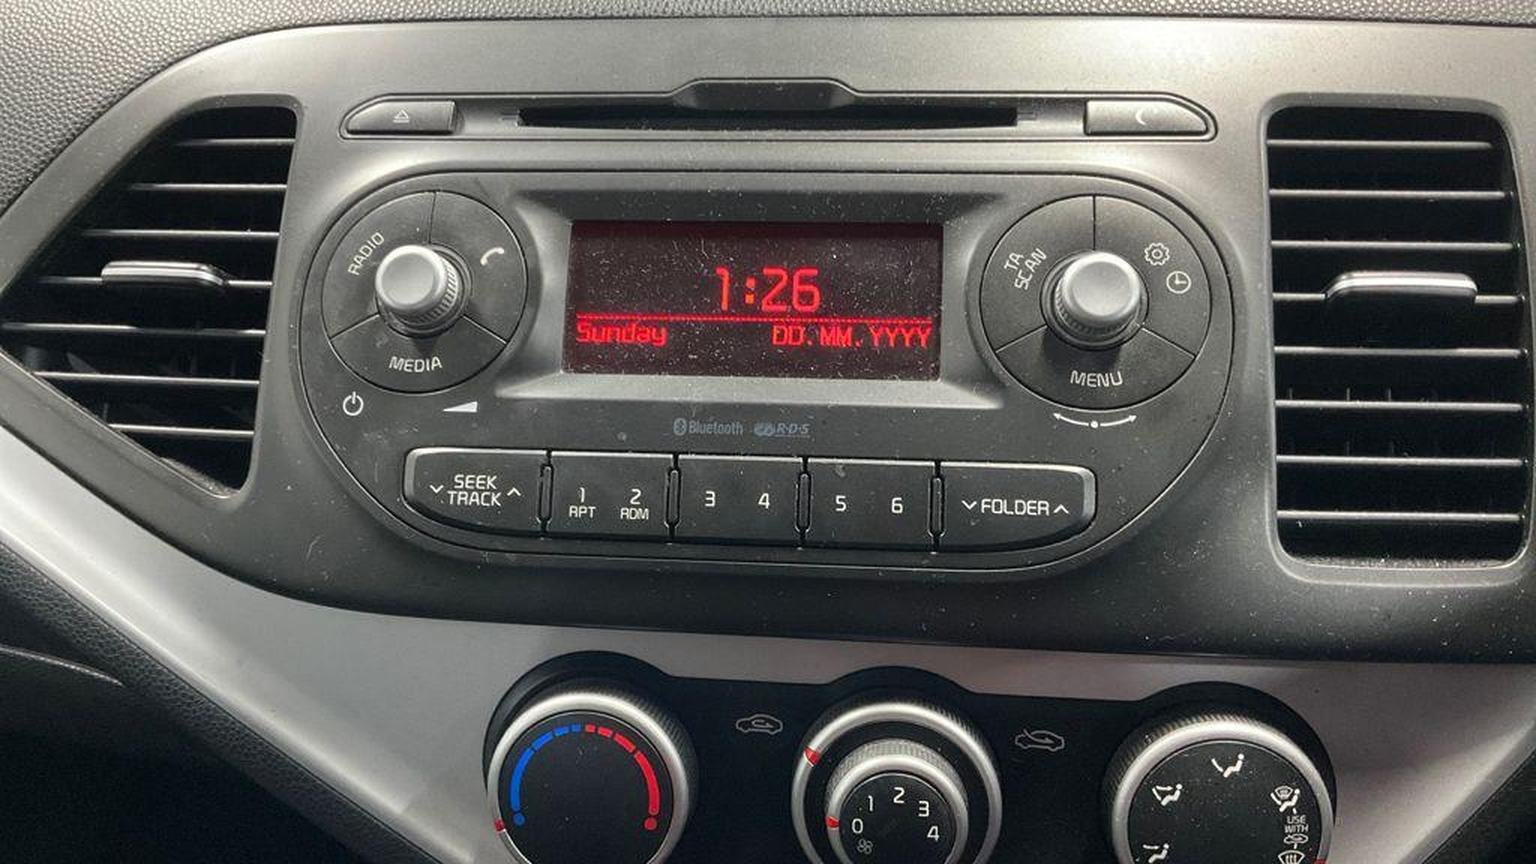 RADIO
MEDIA
1:26
Sunday DD.MM.YYYY
TA
SCAN
MENU
Bluetooth R·D·S
SEEK
TRACK
1
RPT
2
RDM
3
4
5
6
FOLDER
0
1
2
3
4
USE
WITH